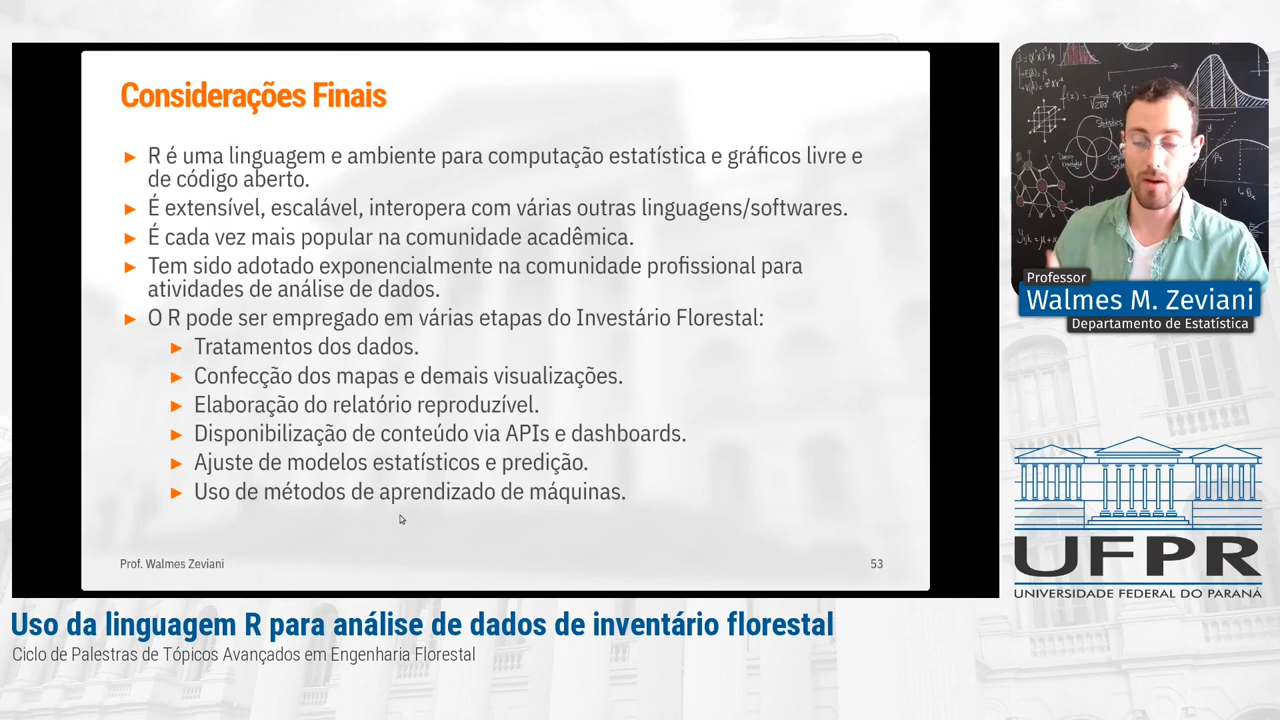 Considerações Finais
R é uma linguagem e ambiente para computação estatística e gráficos livre e
de código aberto.
É extensível, escalável, interopera com várias outras linguagens/softwares.
É cada vez mais popular na comunidade acadêmica.
Tem sido adotado exponencialmente na comunidade profissional para
atividades de análise de dados.
O R pode ser empregado em várias etapas do Investário Florestal:
Tratamentos dos dados.
Confecção dos mapas e demais visualizações.
Elaboração do relatório reproduzível.
Disponibilização de conteúdo via APIs e dashboards.
Ajuste de modelos estatísticos e predição.
Uso de métodos de aprendizado de máquinas.
Prof. Walmes Zeviani
53
Statistics
Professor
Walmes M. Zeviani
Departamento de Estatística
UFPR
UNIVERSIDADE FEDERAL DO PARANÁ
Uso da linguagem R para análise de dados de inventário florestal
Ciclo de Palestras de Tópicos Avançados em Engenharia Florestal